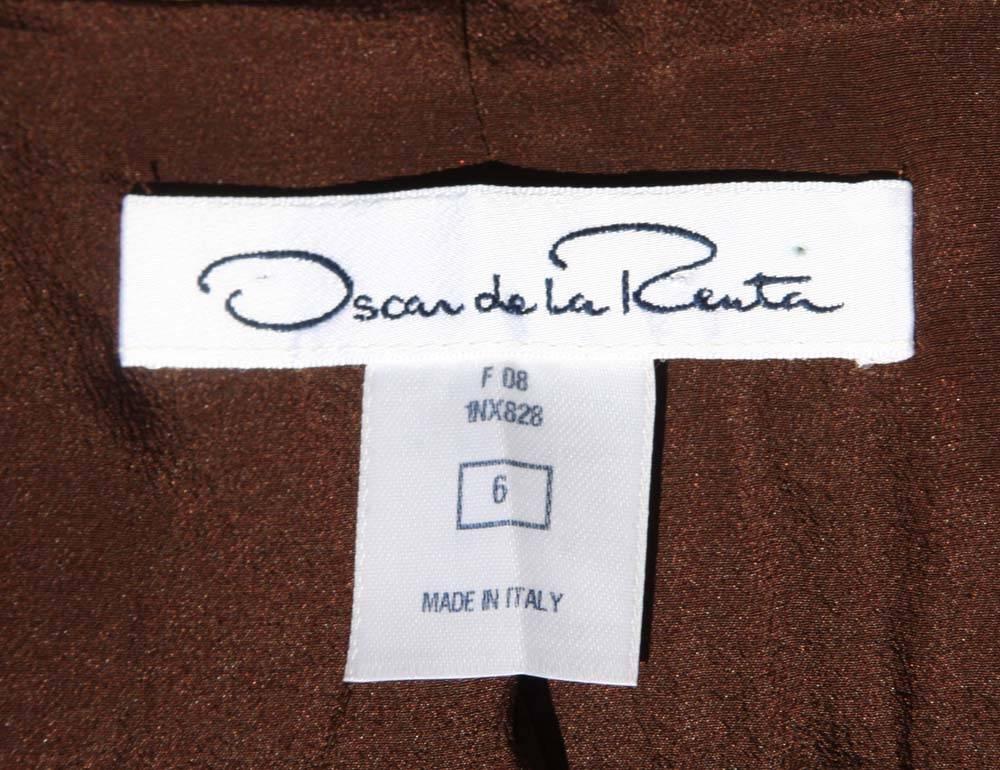 Oscar de la Renta
F 08
1NX828
6
MADE IN ITALY